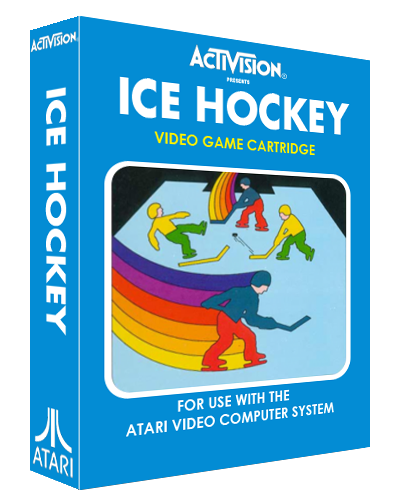 ACTIVISION®
PRESENTS
ICE HOCKEY
VIDEO GAME CARTRIDGE
FOR USE WITH THE
ATARI VIDEO COMPUTER SYSTEM
ACTIVISION
ICE HOCKEY
ATARI